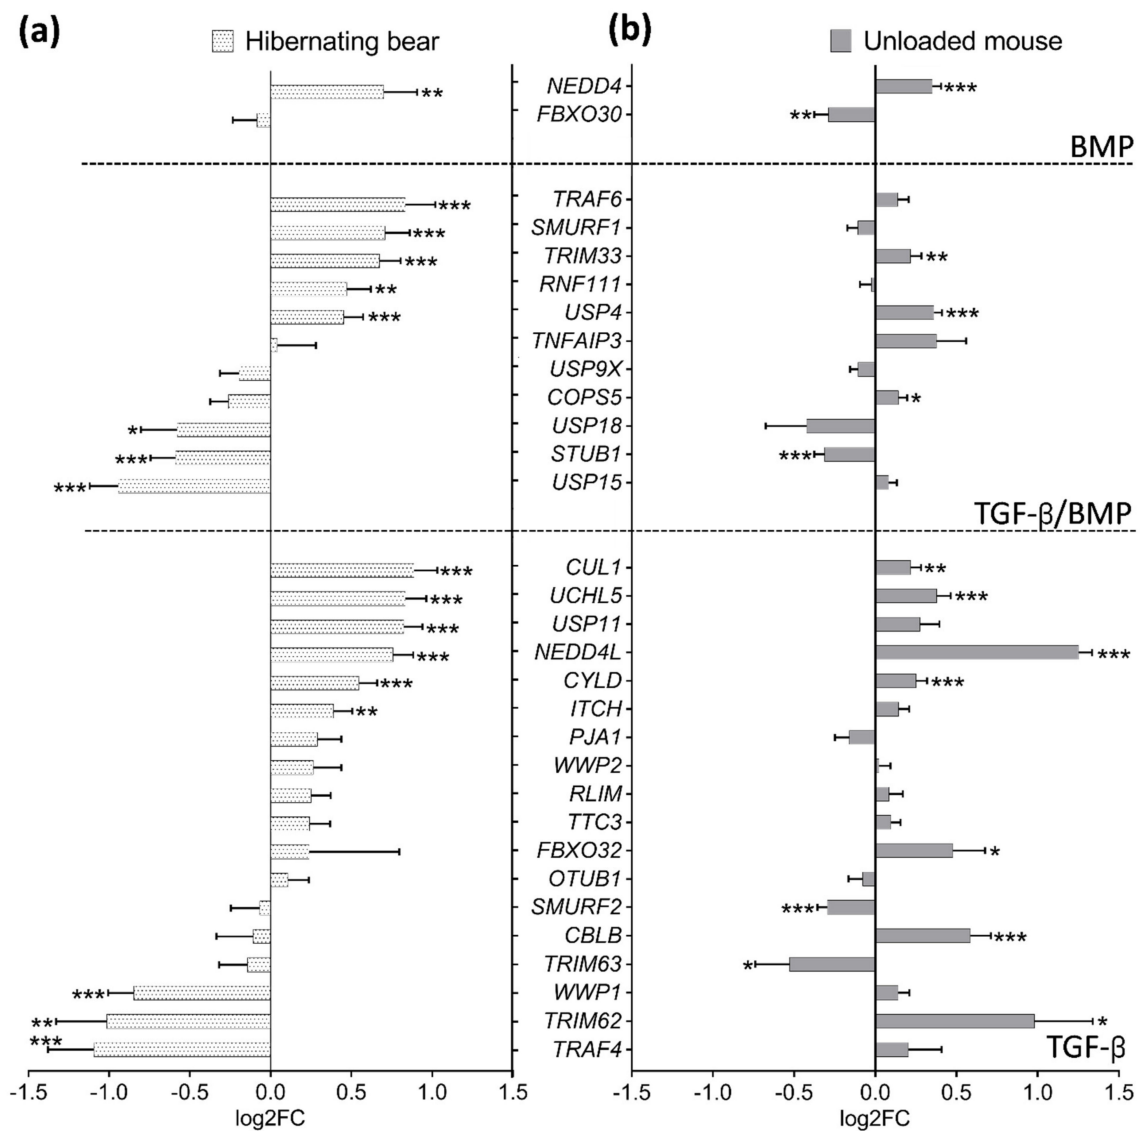 (a) Hibernating bear (b) Unloaded mouse
NEDD4
** ***
FBXO30
**
BMP
TRAF6
***
SMURF1
***
TRIM33
*** **
RNF111
**
USP4
*** ***
TNFAIP3
USP9X
COPS5
*
USP18
*
STUB1
*** ***
USP15
***
TGF-β/BMP
CUL1
*** **
UCHL5
*** ***
USP11
***
NEDD4L
*** ***
CYLD
*** ***
ITCH
**
PJA1
WWP2
RLIM
TTC3
FBXO32
*
OTUB1
SMURF2
***
CBLB
***
TRIM63
*
WWP1
***
TRIM62
** *
TRAF4
***
TGF-β
-1.5 -1.0 -0.5 0.0 0.5 1.0 1.5 -1.5 -1.0 -0.5 0.0 0.5 1.0 1.5
log2FC log2FC